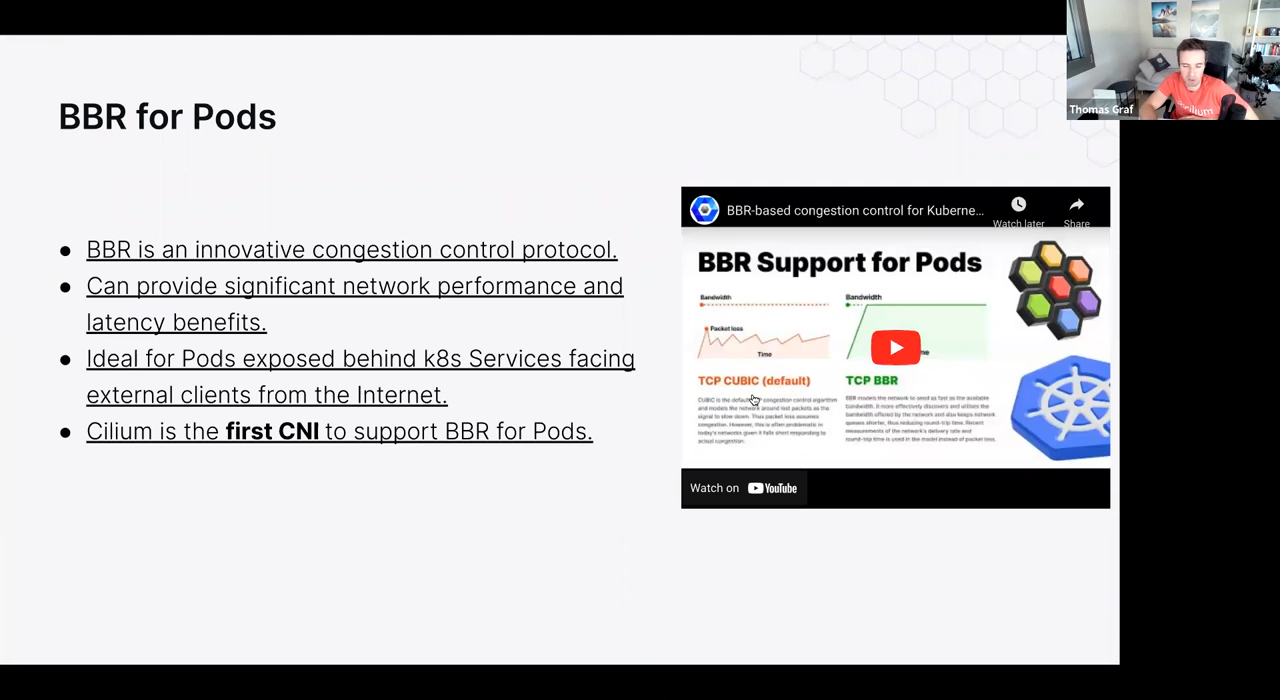 Thomas Graf
BBR for Pods
● BBR is an innovative congestion control protocol.
● Can provide significant network performance and
latency benefits.
● Ideal for Pods exposed behind k8s Services facing
external clients from the Internet.
● Cilium is the first CNI to support BBR for Pods.
BBR-based congestion control for Kuberne...
Watch later
Share
BBR Support for Pods
Bandwidth
Packet loss
Time
Bandwidth
TCP CUBIC (default)
CUBIC is the default congestion control algorithm
and models the network around lost packets as the
signal to slow down. Thus packet loss assumes
congestion. However, this is often problematic in
today's networks given it falls short responding to
actual congestion.
TCP BBR
BBR models the network to send as fast as the available
bandwidth. It more effectively discovers and utilises the
bandwidth offered by the network and also keeps network
queues shorter, thus reducing round-trip time. Recent
measurements of the network's delivery rate and
round-trip time is used in the model instead of packet loss.
Watch on YouTube